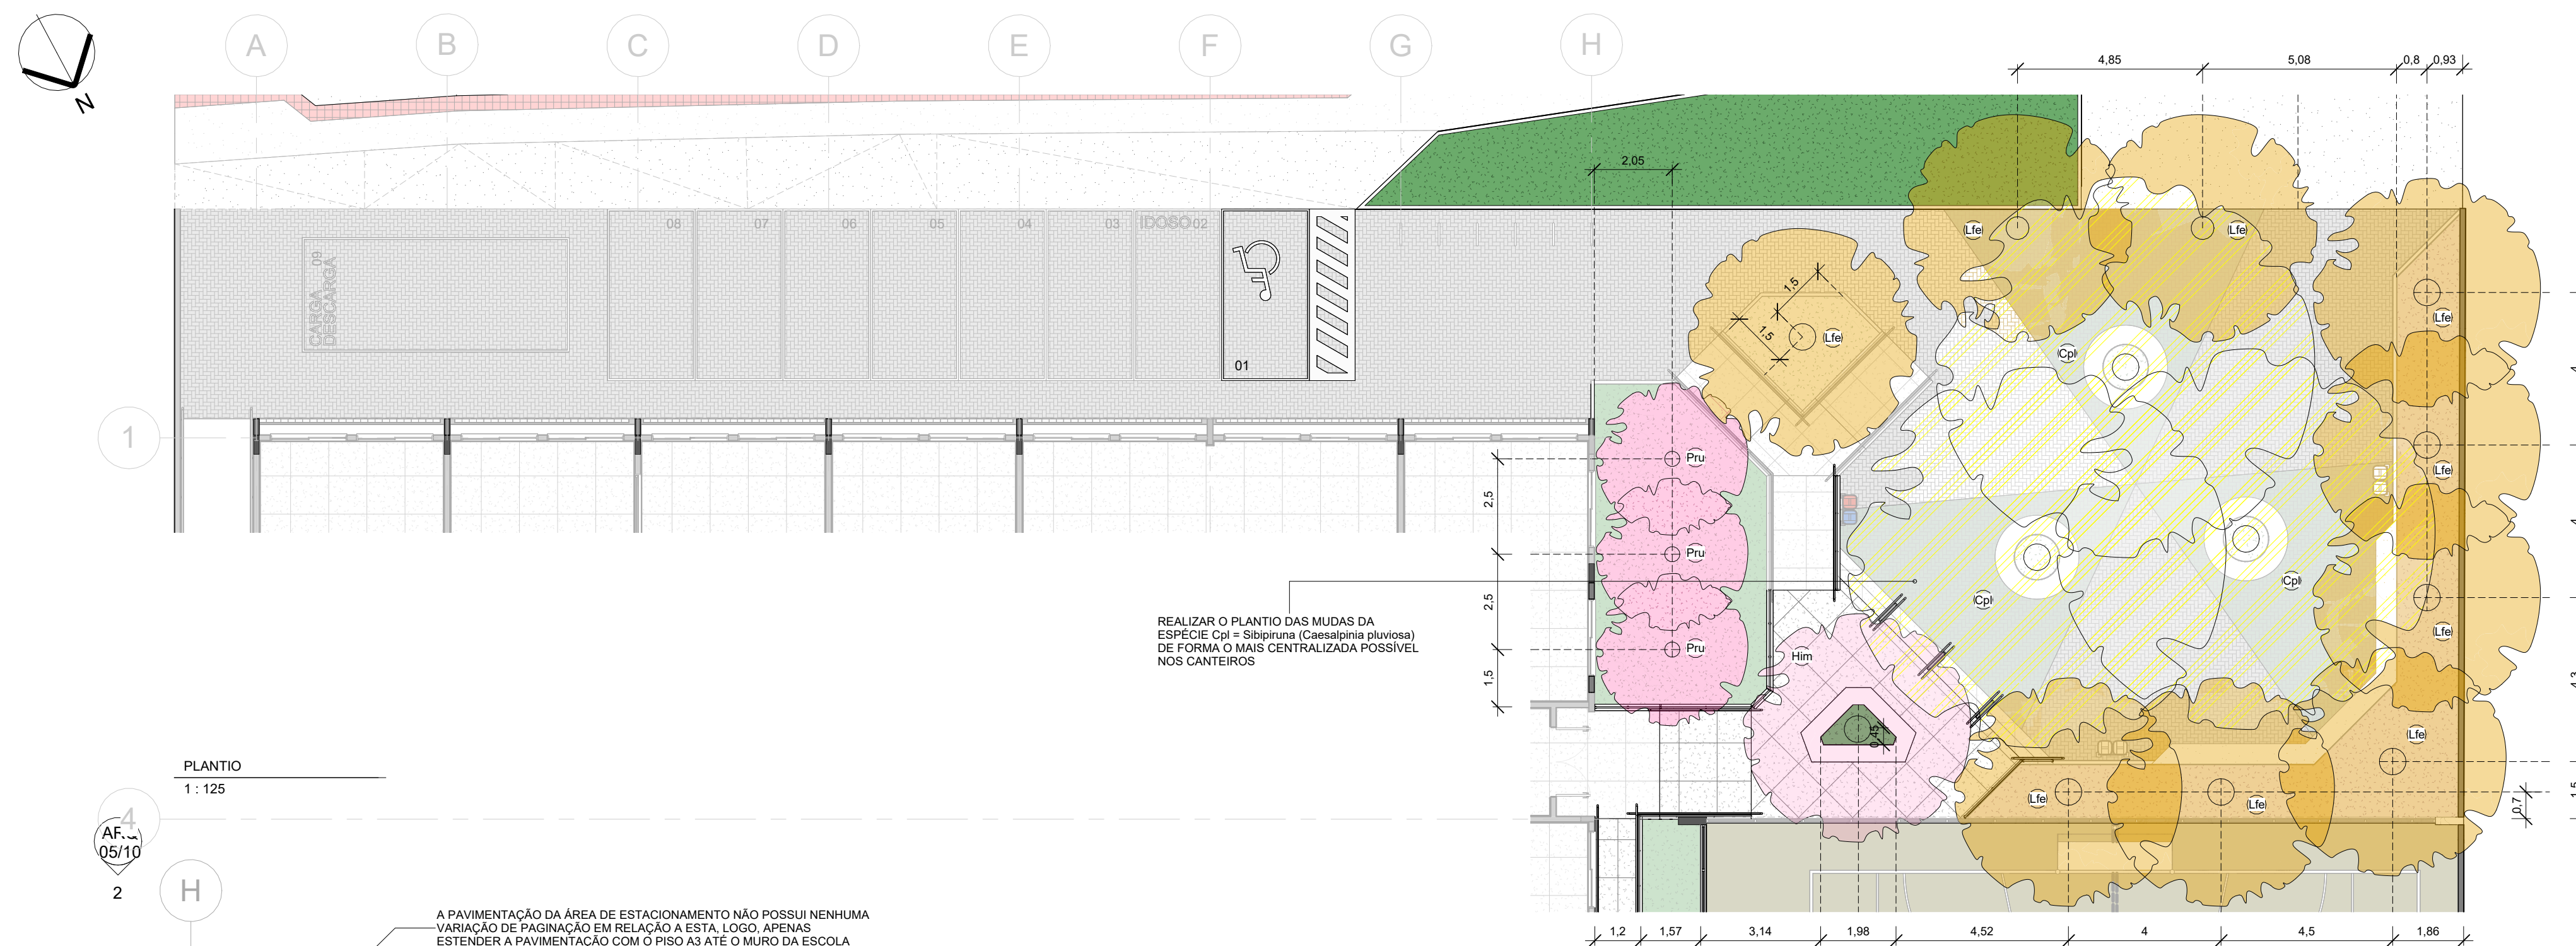 A B C D E F G H
N
4,85 5,08 0,8 0,93
2,05
08 07 06 05 04 03 IDOSO 02
CARGA 09
DESCARGA
01
(Lfe) (Lfe)
1,5
1,5
(Lfe)
(Lfe)
(Cpl)
1
Pru
(Lfe)
2,5
Pru
(Cpl)
(Cpl)
2,5
REALIZAR O PLANTIO DAS MUDAS DA
ESPÉCIE Cpl = Sibipiruna (Caesalpinia pluviosa)
DE FORMA O MAIS CENTRALIZADA POSSÍVEL
NOS CANTEIROS
Pru
Him
(Lfe)
1,5
0,45
(Lfe)
PLANTIO
1 : 125
(Lfe) (Lfe)
0,7
4
ARQ
05/10
2
H
A PAVIMENTAÇÃO DA ÁREA DE ESTACIONAMENTO NÃO POSSUI NENHUMA
VARIAÇÃO DE PAGINAÇÃO EM RELAÇÃO A ESTA, LOGO, APENAS
ESTENDER A PAVIMENTAÇÃO COM O PISO A3 ATÉ O MURO DA ESCOLA
1,2 1,57 3,14 1,98 4,52 4 4,5 1,86